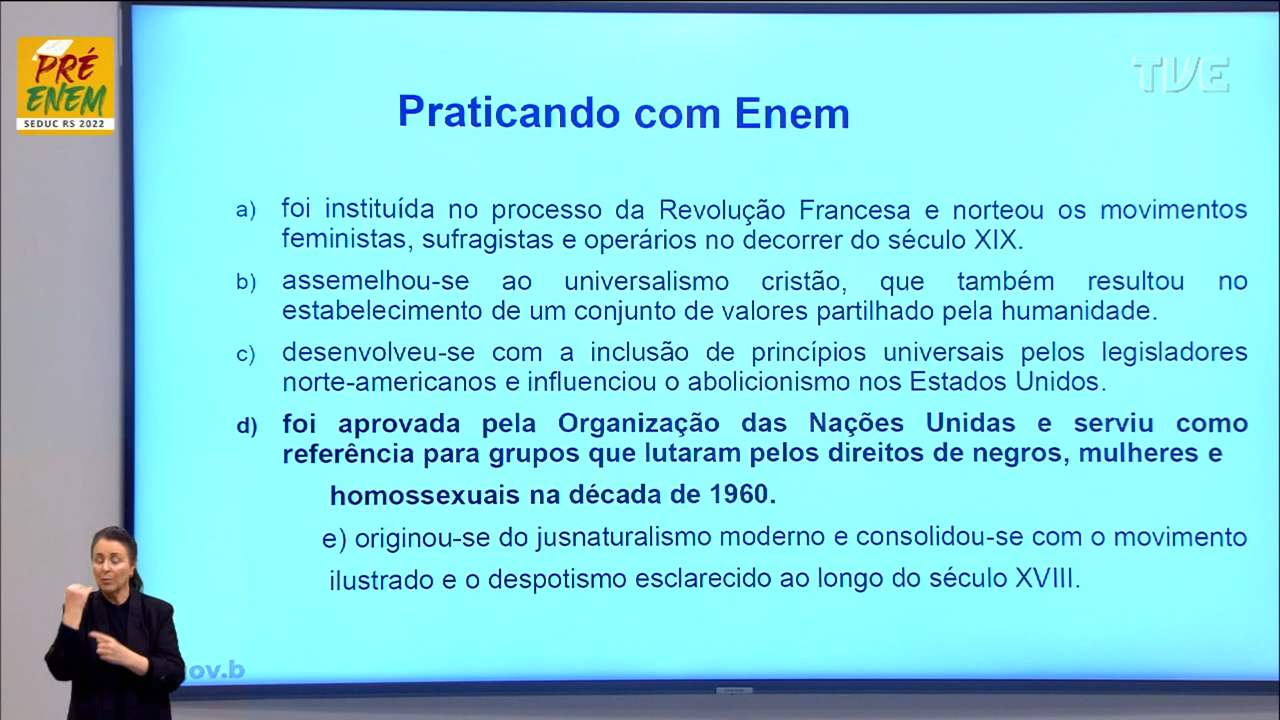 PRÉ
ENEM
SEDUC RS 2022
TVE
Praticando com Enem
a) foi instituída no processo da Revolução Francesa e norteou os movimentos
feministas, sufragistas e operários no decorrer do século XIX.
b) assemelhou-se ao universalismo cristão, que também resultou no
estabelecimento de um conjunto de valores partilhado pela humanidade.
c) desenvolveu-se com a inclusão de princípios universais pelos legisladores
norte-americanos e influenciou o abolicionismo nos Estados Unidos.
d) foi aprovada pela Organização das Nações Unidas e serviu como
referência para grupos que lutaram pelos direitos de negros, mulheres e
homossexuais na década de 1960.
e) originou-se do jusnaturalismo moderno e consolidou-se com o movimento
ilustrado e o despotismo esclarecido ao longo do século XVIII.
ov.b